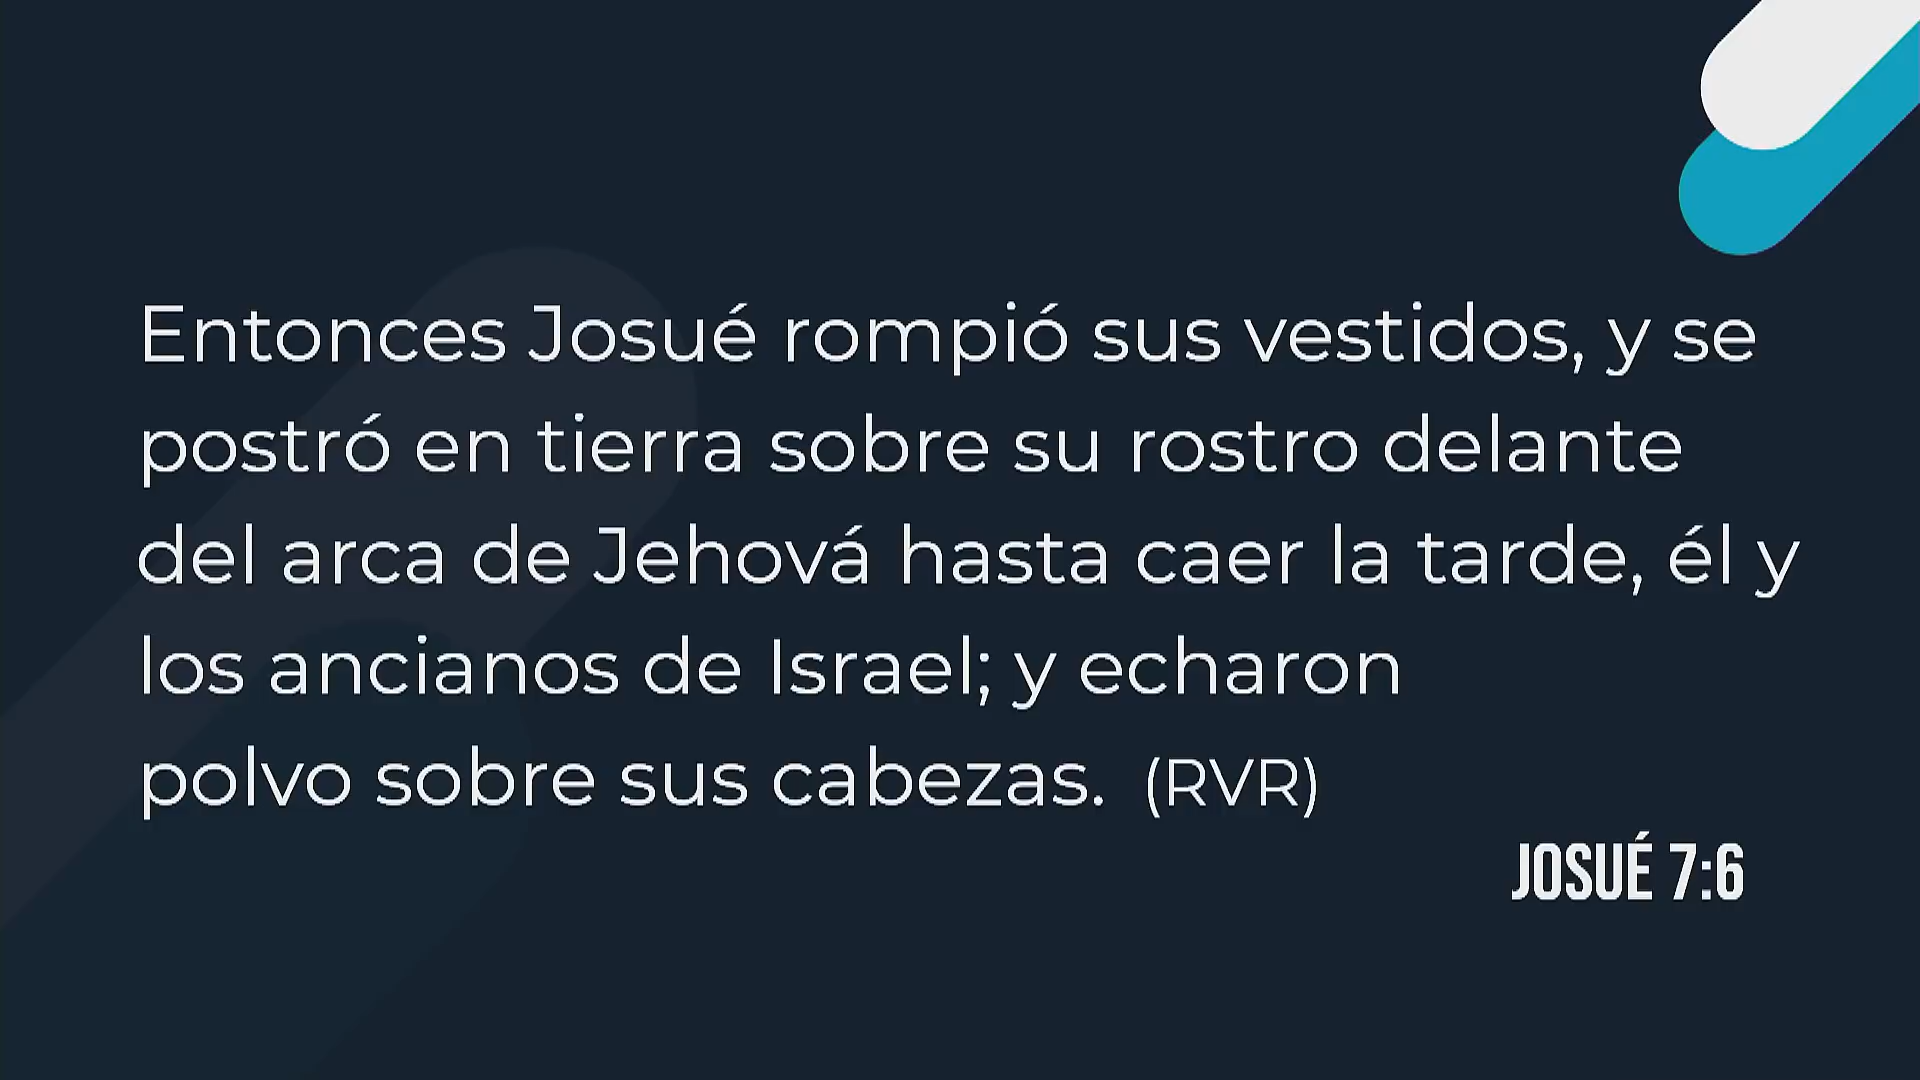 Entonces Josué rompió sus vestidos, y se
postró en tierra sobre su rostro delante
del arca de Jehová hasta caer la tarde, él y
los ancianos de Israel; y echaron
polvo sobre sus cabezas. (RVR)
JOSUÉ 7:6